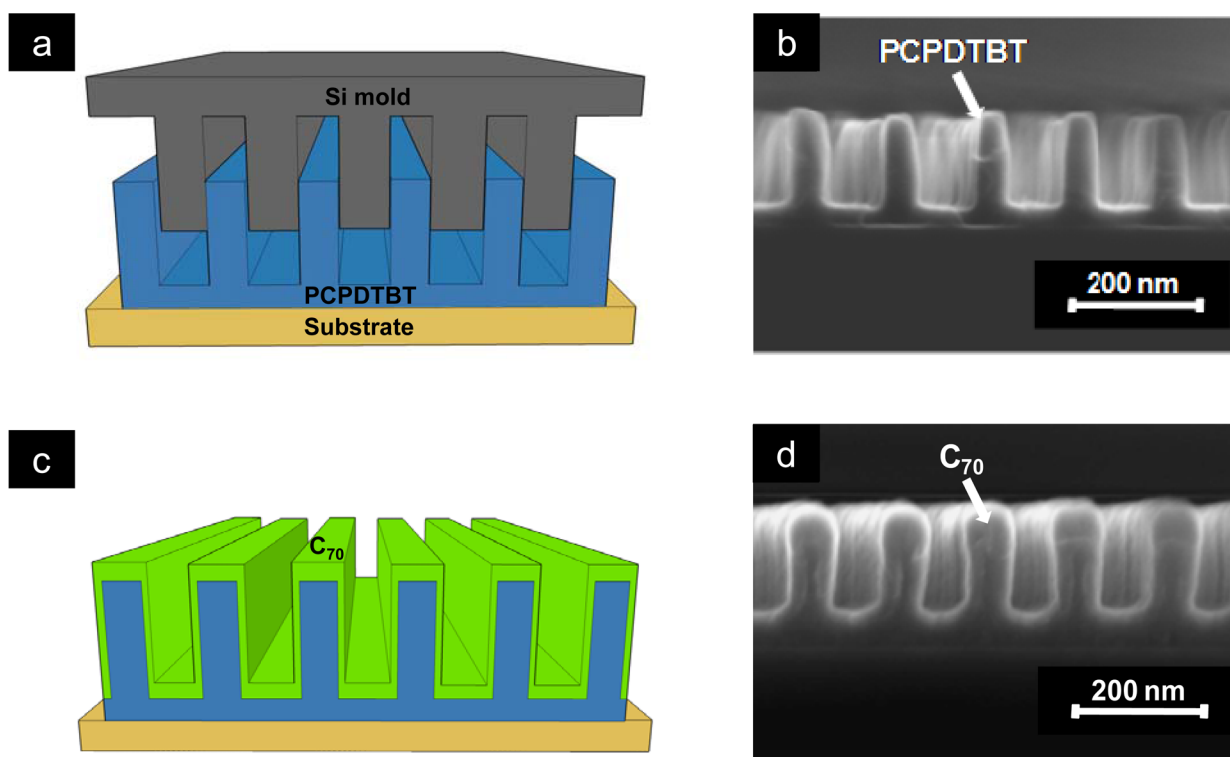 a
Si mold
PCPDTBT
Substrate
b
PCPDTBT
200 nm
c
C₇₀
d
C₇₀
200 nm